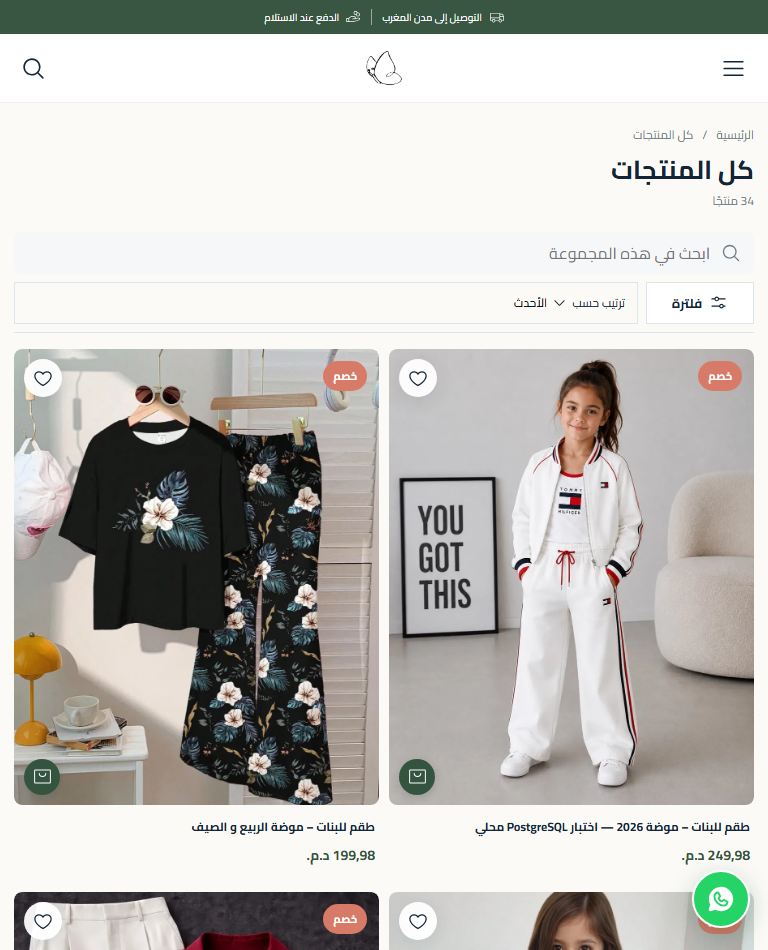 التوصيل إلى مدن المغرب
الدفع عند الاستلام
الرئيسية / كل المنتجات
كل المنتجات
34 منتجًا
ابحث في هذه المجموعة
فلترة
ترتيب حسب الأحدث
خصم
خصم
TOMMY
HILFIGER
YOU
GOT
THIS
طقم للبنات – موضة 2026 — اختبار PostgreSQL محلي
249,98 د.م.
طقم للبنات – موضة الربيع و الصيف
199,98 د.م.
خصم